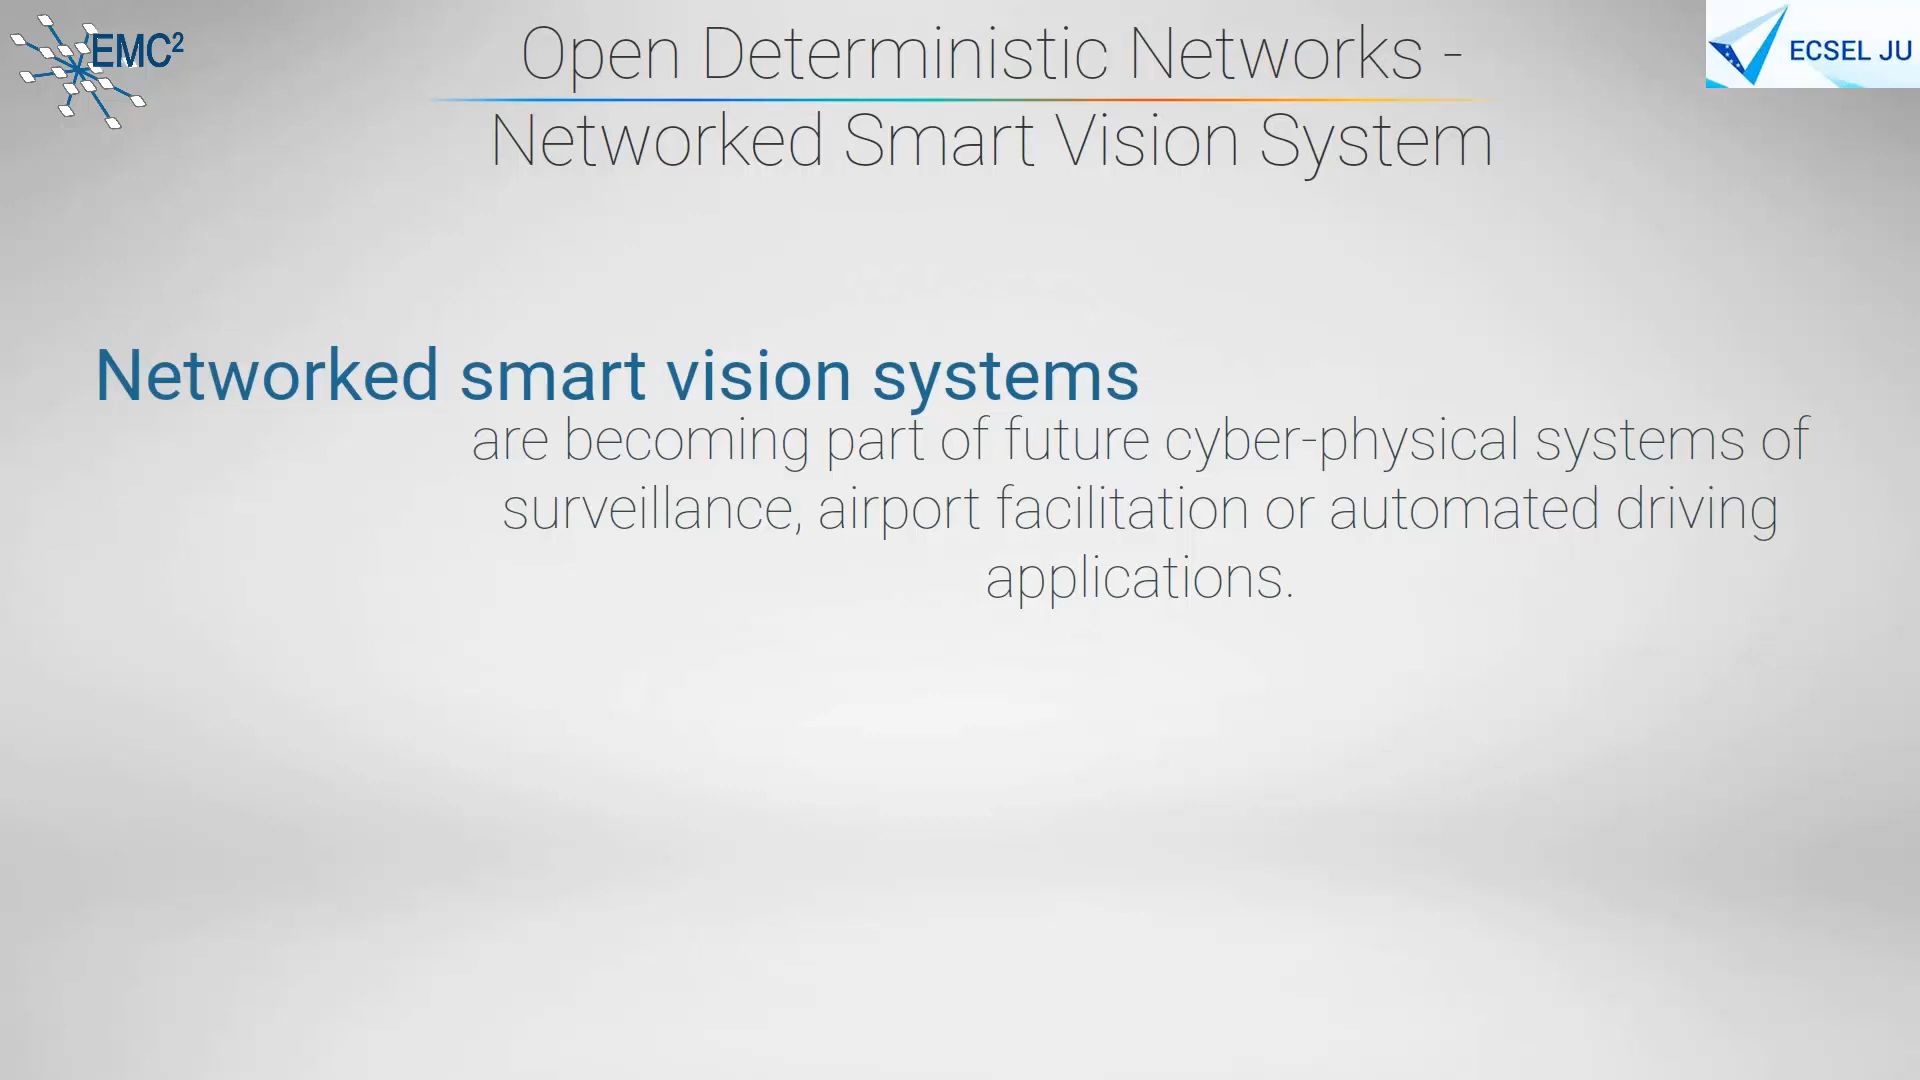 EMC²
Open Deterministic Networks -
ECSEL JU
Networked Smart Vision System
Networked smart vision systems
are becoming part of future cyber-physical systems of
surveillance, airport facilitation or automated driving
applications.